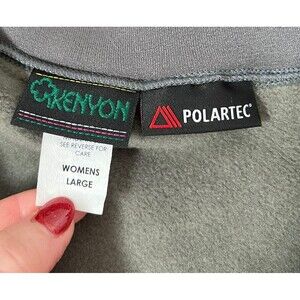 KENYON
POLARTEC®
SEE REVERSE FOR
CARE
WOMENS
LARGE